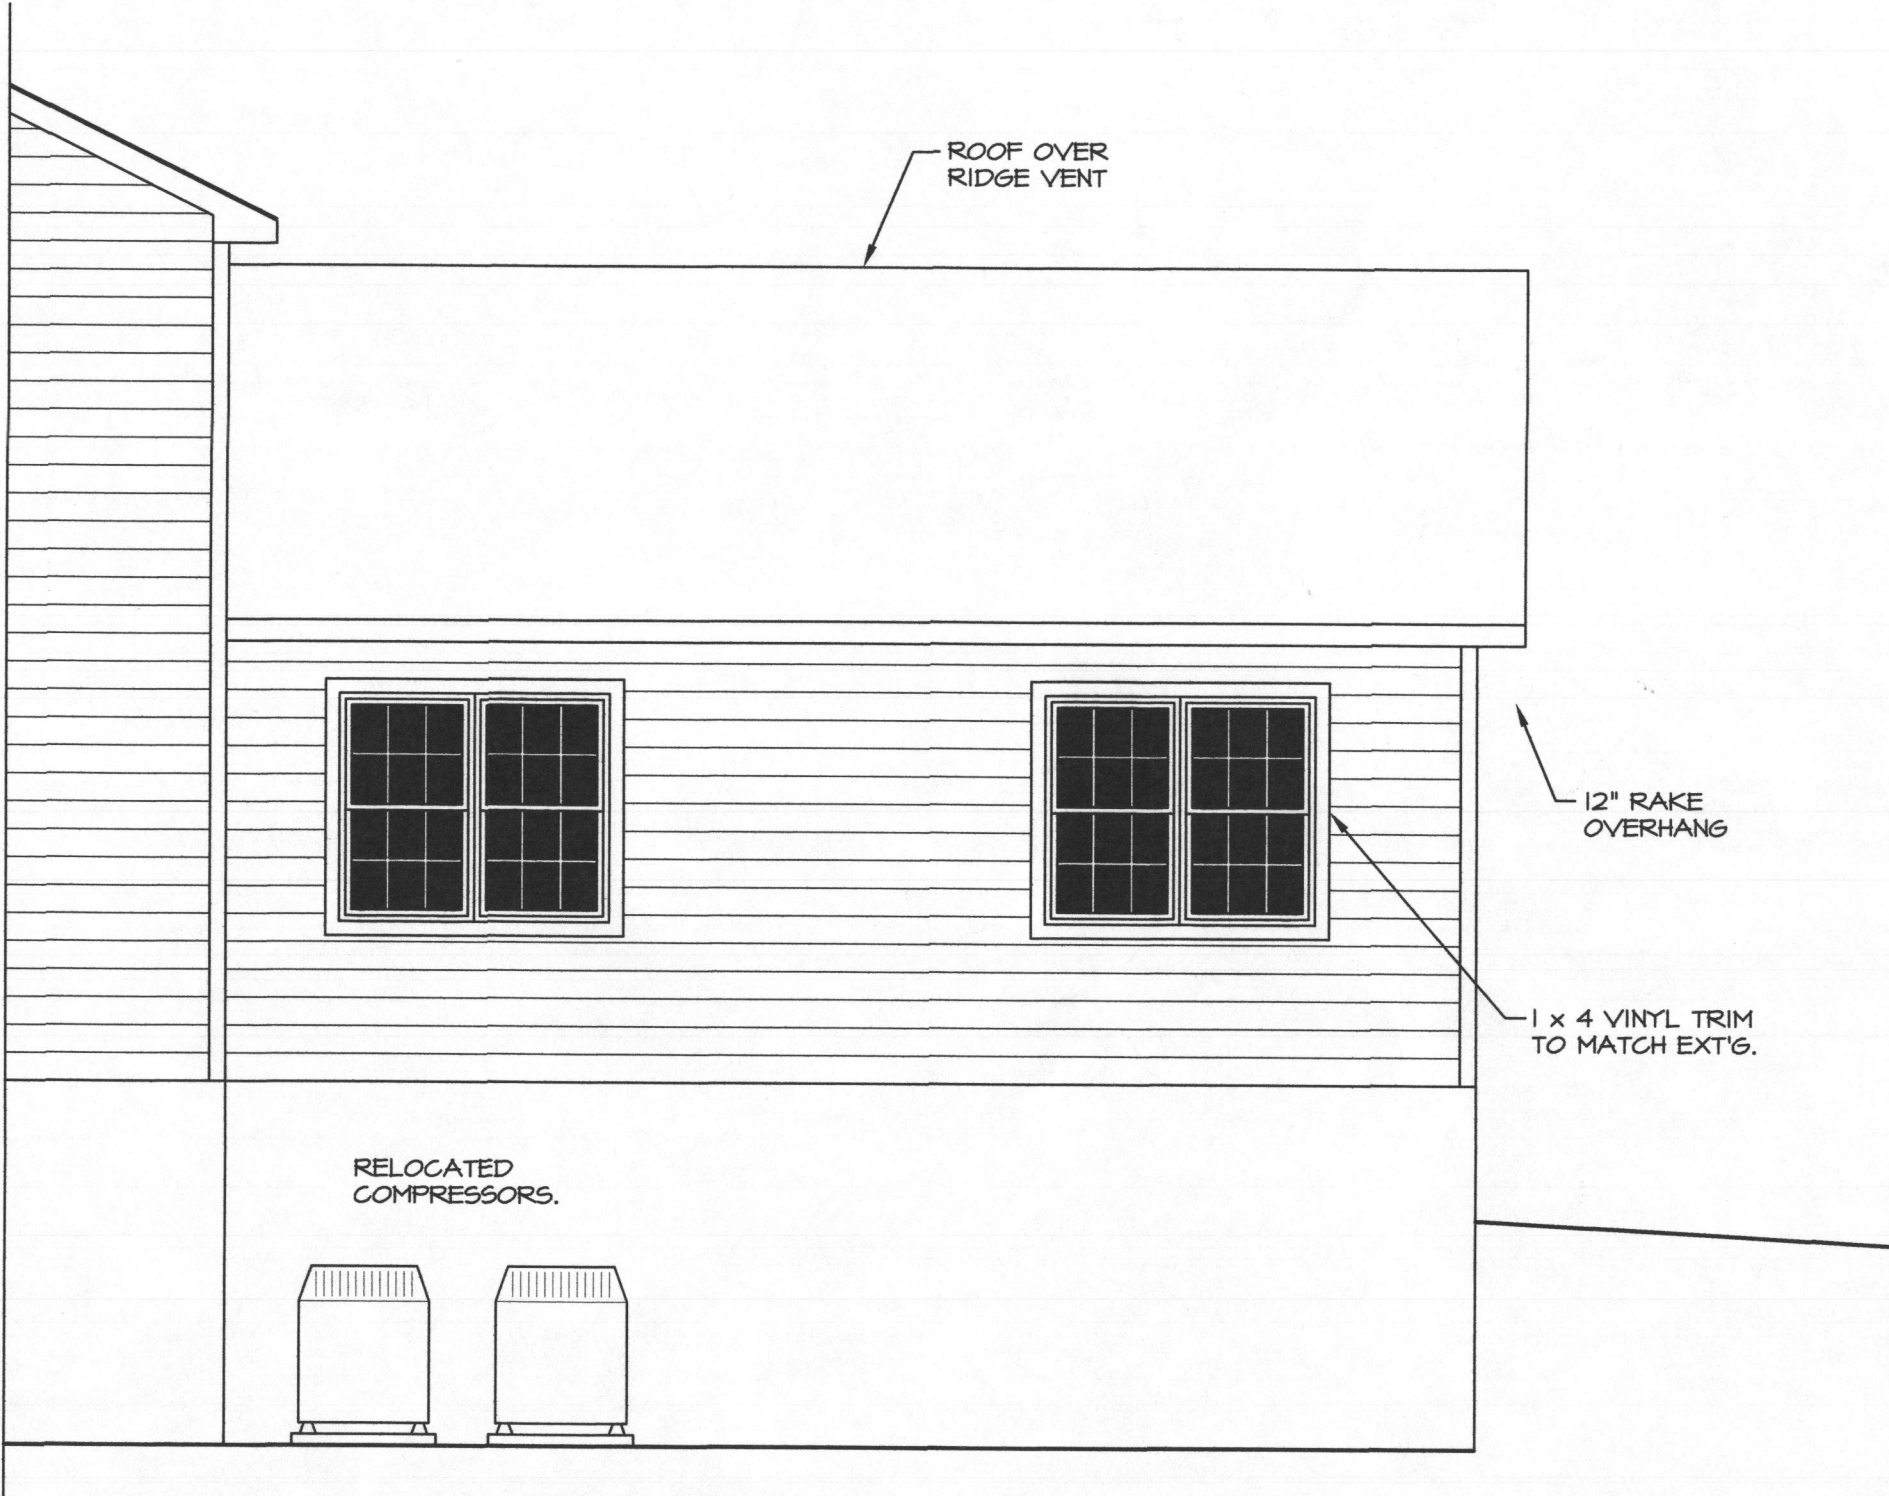 ROOF OVER
RIDGE VENT
12" RAKE
OVERHANG
1 x 4 VINYL TRIM
TO MATCH EXT'G.
RELOCATED
COMPRESSORS.